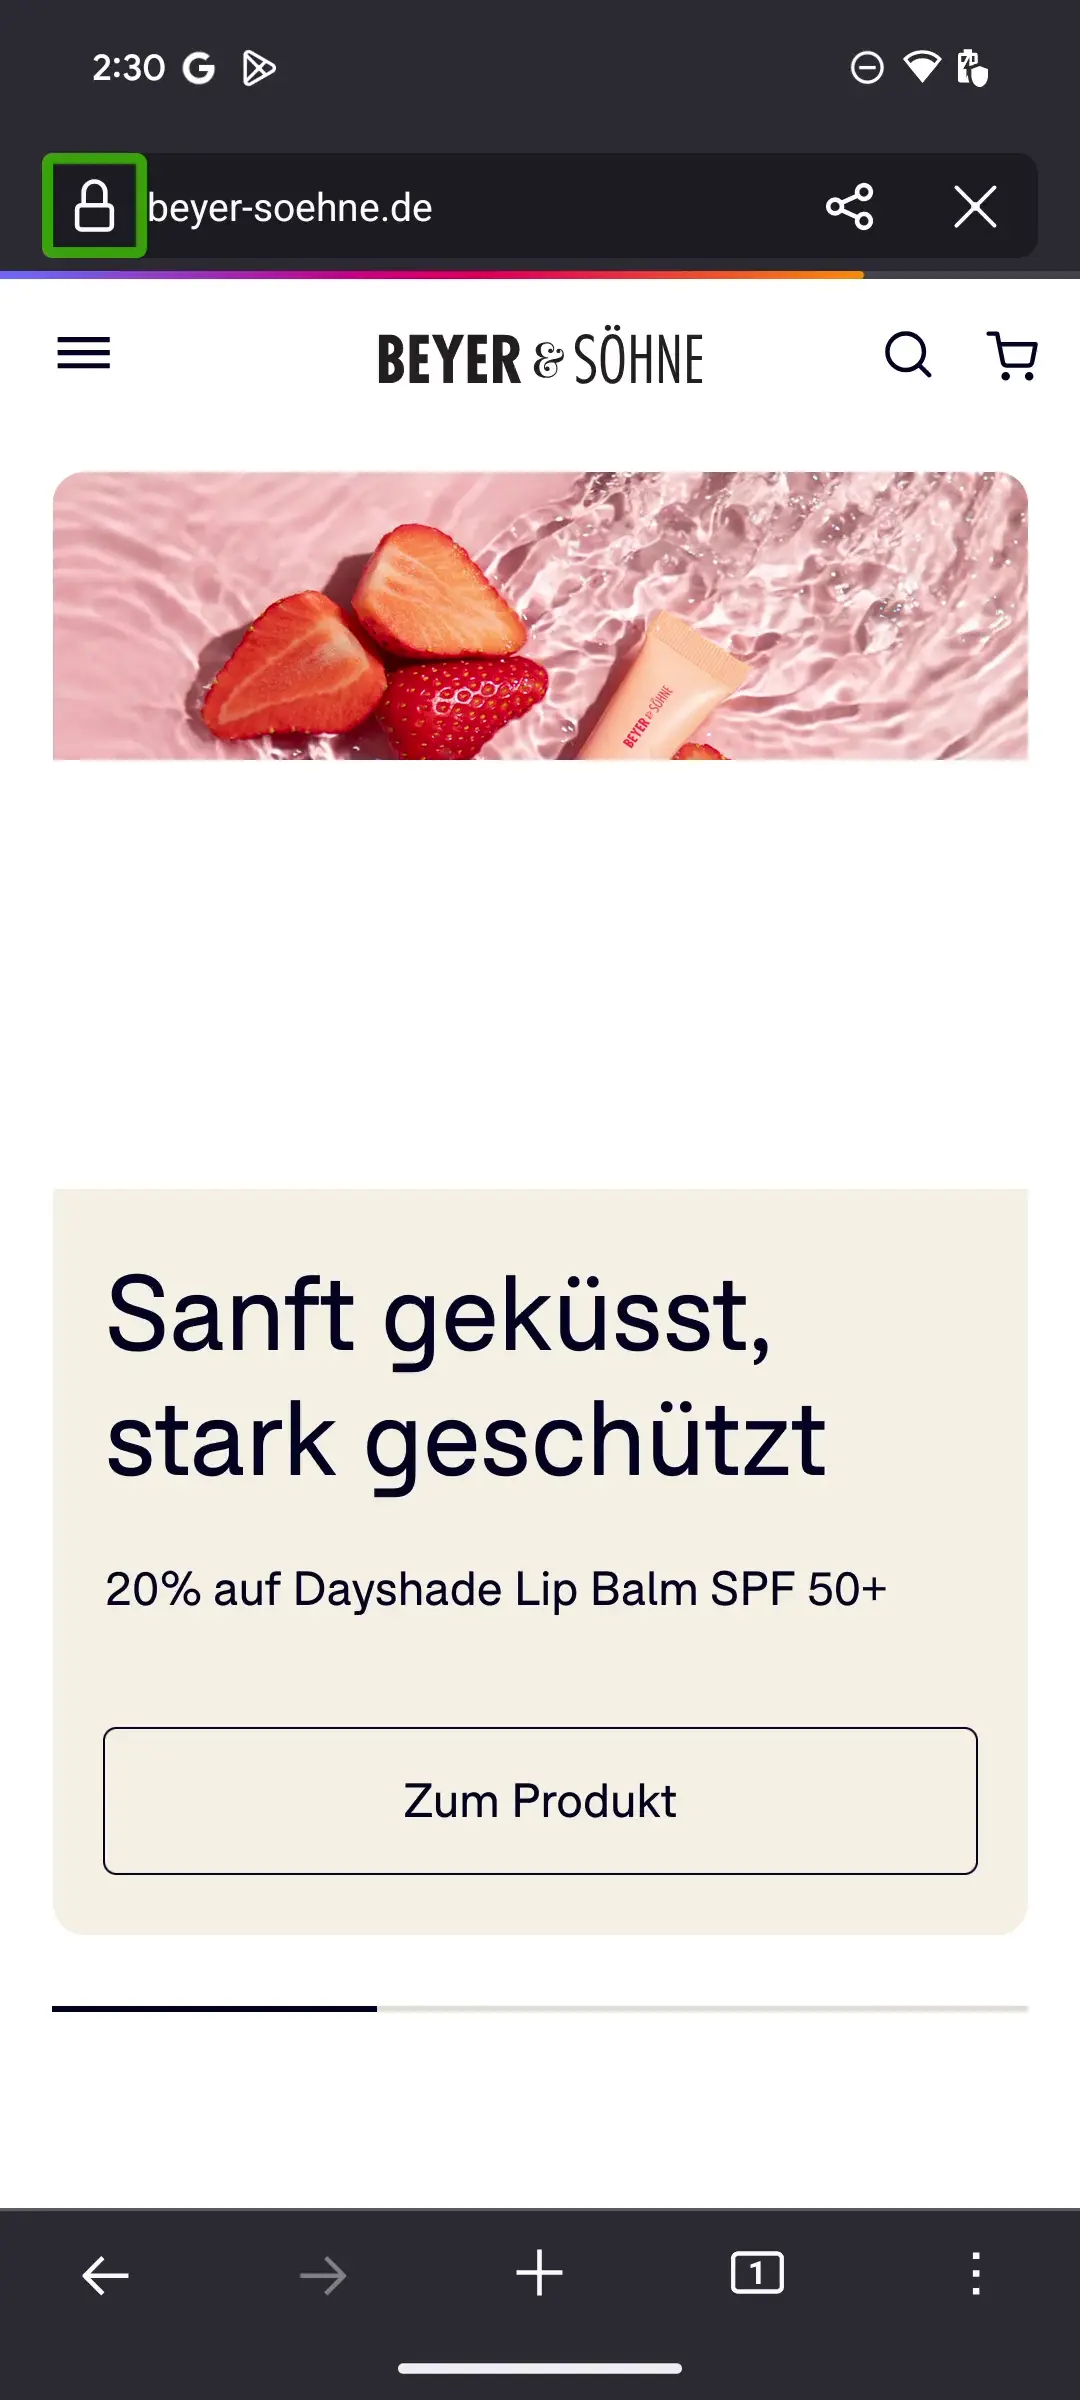 2:30
beyer-soehne.de
BEYER & SÖHNE
BEYER & SÖHNE
Sanft geküsst,
stark geschützt
20% auf Dayshade Lip Balm SPF 50+
Zum Produkt
1